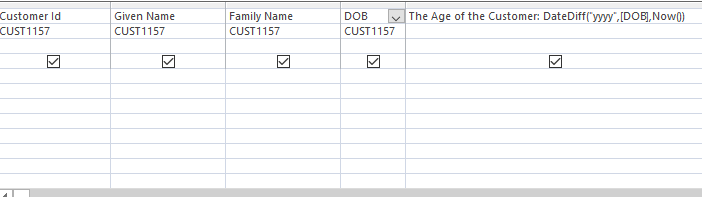 Customer Id Given Name Family Name DOB The Age of the Customer: DateDiff("yyyy",[DOB],Now())
CUST1157 CUST1157 CUST1157 CUST1157